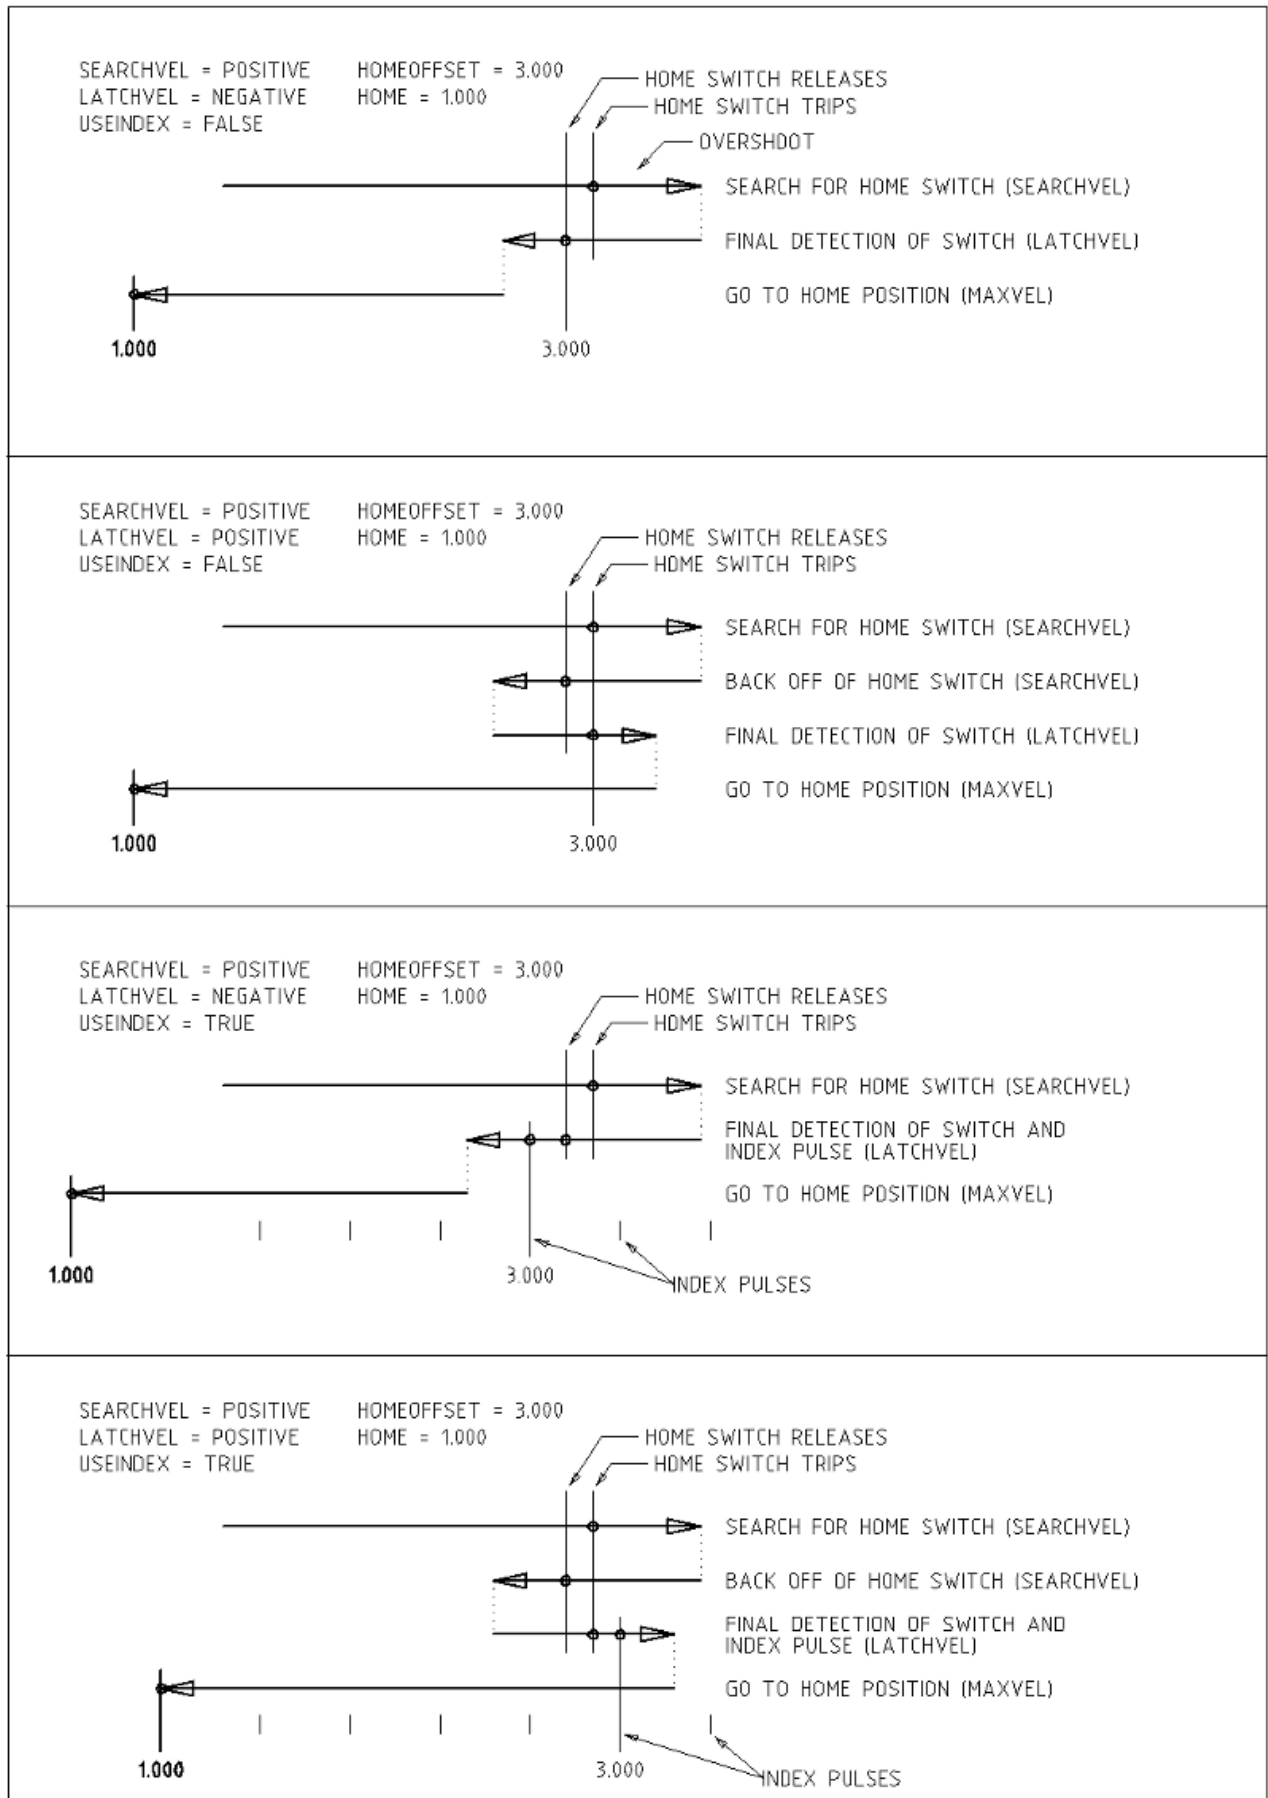 SEARCHVEL = POSITIVE HOMEOFFSET = 3.000
LATCHVEL = NEGATIVE HOME = 1.000
USEINDEX = FALSE
HOME SWITCH RELEASES
HOME SWITCH TRIPS
OVERSHOOT
SEARCH FOR HOME SWITCH (SEARCHVEL)
FINAL DETECTION OF SWITCH (LATCHVEL)
GO TO HOME POSITION (MAXVEL)
1.000 3.000
SEARCHVEL = POSITIVE HOMEOFFSET = 3.000
LATCHVEL = POSITIVE HOME = 1.000
USEINDEX = FALSE
HOME SWITCH RELEASES
HOME SWITCH TRIPS
SEARCH FOR HOME SWITCH (SEARCHVEL)
BACK OFF OF HOME SWITCH (SEARCHVEL)
FINAL DETECTION OF SWITCH (LATCHVEL)
GO TO HOME POSITION (MAXVEL)
1.000 3.000
SEARCHVEL = POSITIVE HOMEOFFSET = 3.000
LATCHVEL = NEGATIVE HOME = 1.000
USEINDEX = TRUE
HOME SWITCH RELEASES
HOME SWITCH TRIPS
SEARCH FOR HOME SWITCH (SEARCHVEL)
FINAL DETECTION OF SWITCH AND
INDEX PULSE (LATCHVEL)
GO TO HOME POSITION (MAXVEL)
1.000 3.000
INDEX PULSES
SEARCHVEL = POSITIVE HOMEOFFSET = 3.000
LATCHVEL = POSITIVE HOME = 1.000
USEINDEX = TRUE
HOME SWITCH RELEASES
HOME SWITCH TRIPS
SEARCH FOR HOME SWITCH (SEARCHVEL)
BACK OFF OF HOME SWITCH (SEARCHVEL)
FINAL DETECTION OF SWITCH AND
INDEX PULSE (LATCHVEL)
GO TO HOME POSITION (MAXVEL)
1.000 3.000
INDEX PULSES